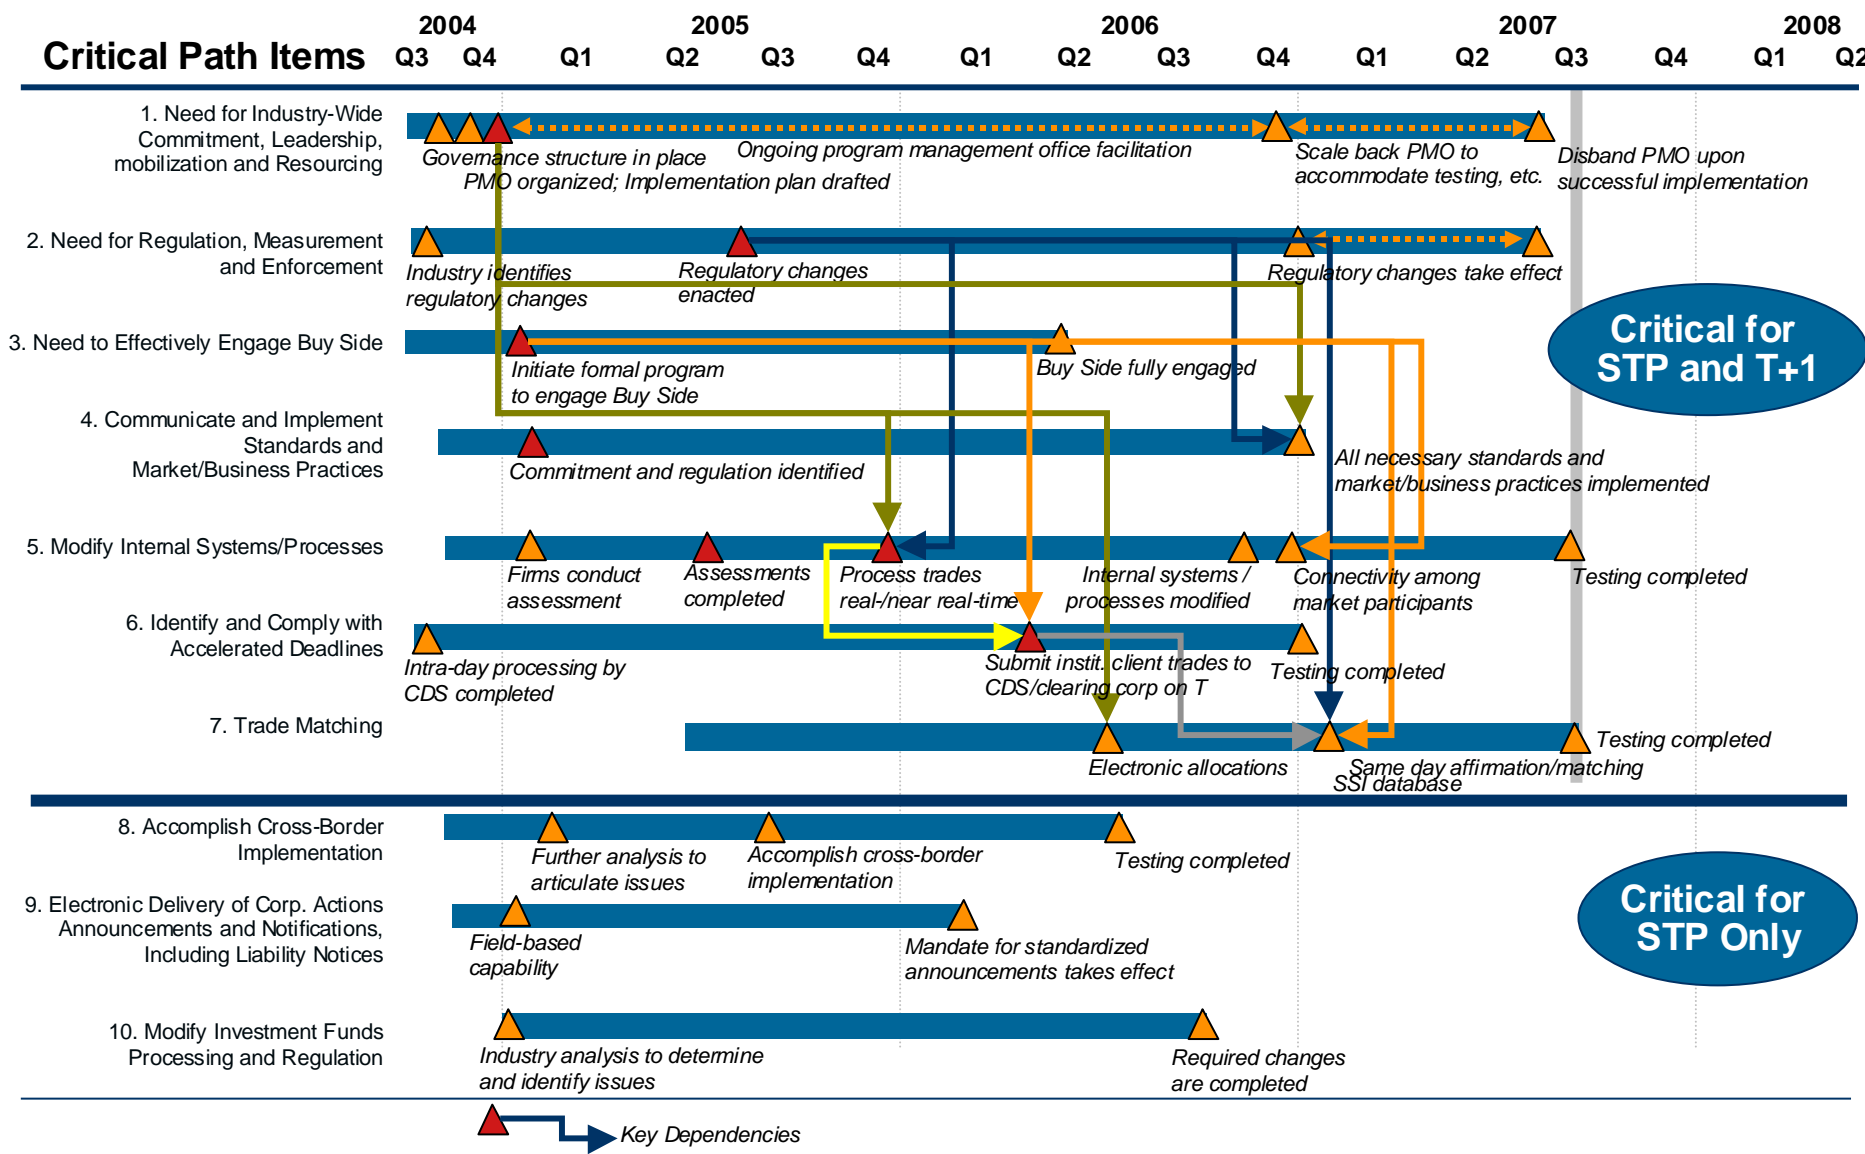 2004 2005 2006 2007 2008
Critical Path Items Q3 Q4 Q1 Q2 Q3 Q4 Q1 Q2 Q3 Q4 Q1 Q2 Q3 Q4 Q1 Q2
1. Need for Industry-Wide
Commitment, Leadership,
mobilization and Resourcing
Governance structure in place
PMO organized; Implementation plan drafted
Ongoing program management office facilitation
Scale back PMO to
accommodate testing, etc.
Disband PMO upon
successful implementation
2. Need for Regulation, Measurement
and Enforcement
Industry identifies
regulatory changes
Regulatory changes
enacted
Regulatory changes take effect
Critical for
STP and T+1
3. Need to Effectively Engage Buy Side
Initiate formal program
to engage Buy Side
Buy Side fully engaged
4. Communicate and Implement
Standards and
Market/Business Practices
Commitment and regulation identified
All necessary standards and
market/business practices implemented
5. Modify Internal Systems/Processes
Firms conduct
assessment
Assessments
completed
Process trades
real-/near real-time
Internal systems /
processes modified
Connectivity among
market participants
Testing completed
6. Identify and Comply with
Accelerated Deadlines
Intra-day processing by
CDS completed
Submit instit. client trades to
CDS/clearing corp on T
Testing completed
7. Trade Matching
Electronic allocations
Same day affirmation/matching
SSI database
Testing completed
8. Accomplish Cross-Border
Implementation
Further analysis to
articulate issues
Accomplish cross-border
implementation
Testing completed
9. Electronic Delivery of Corp. Actions
Announcements and Notifications,
Including Liability Notices
Field-based
capability
Mandate for standardized
announcements takes effect
Critical for
STP Only
10. Modify Investment Funds
Processing and Regulation
Industry analysis to determine
and identify issues
Required changes
are completed
Key Dependencies